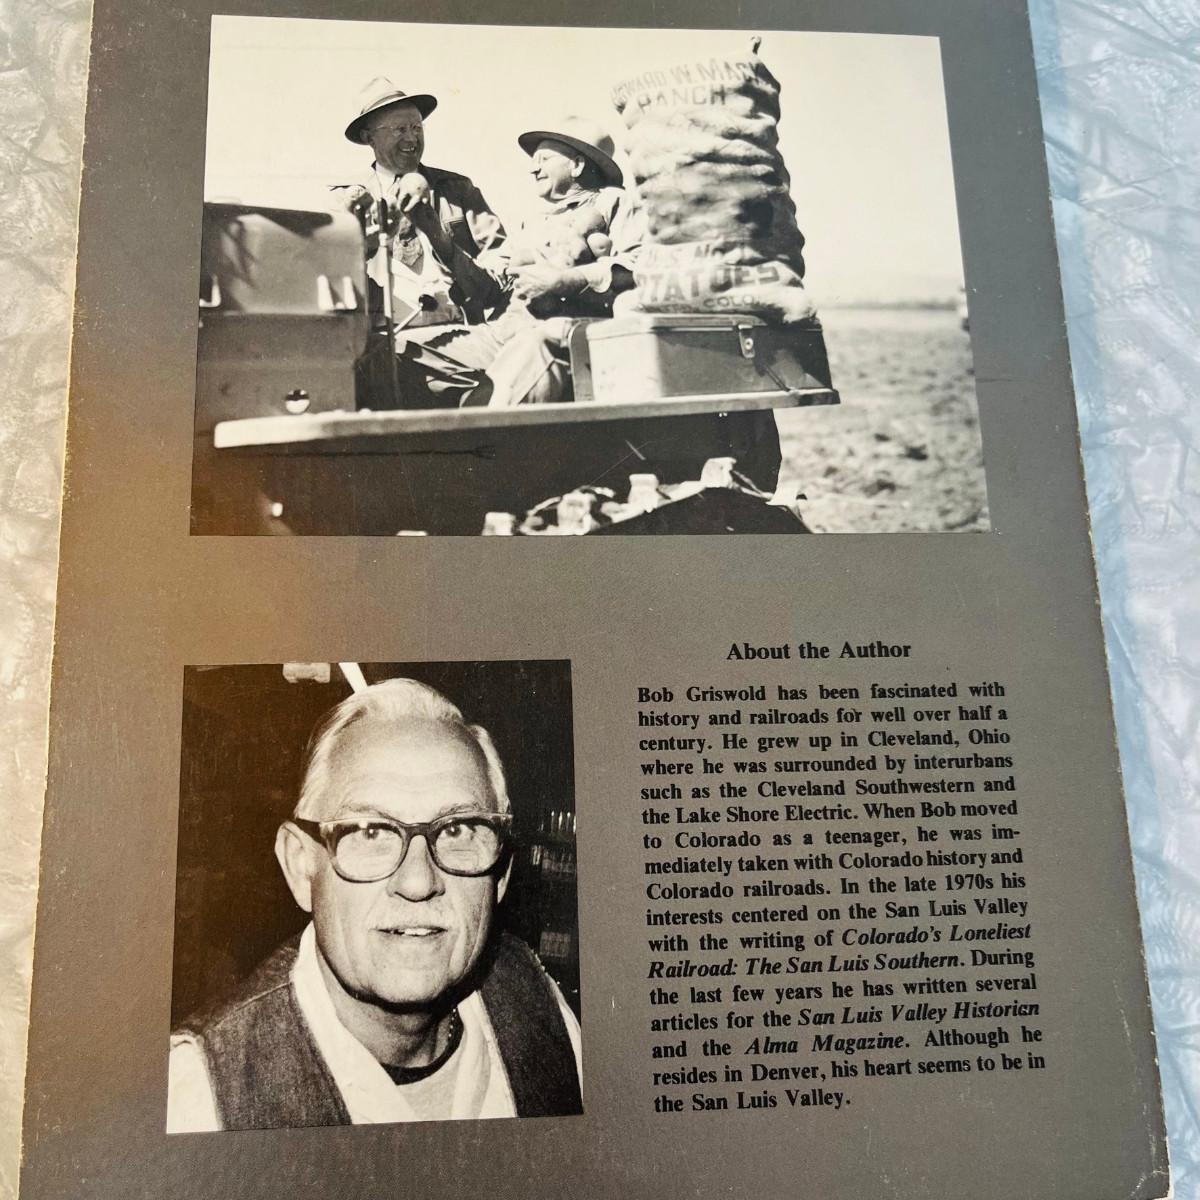 W. MACK
RANCH
U.S. NO. 1
POTATOES
COLO.
About the Author
Bob Griswold has been fascinated with
history and railroads for well over half a
century. He grew up in Cleveland, Ohio
where he was surrounded by interurbans
such as the Cleveland Southwestern and
the Lake Shore Electric. When Bob moved
to Colorado as a teenager, he was im-
mediately taken with Colorado history and
Colorado railroads. In the late 1970s his
interests centered on the San Luis Valley
with the writing of Colorado's Loneliest
Railroad: The San Luis Southern. During
the last few years he has written several
articles for the San Luis Valley Historian
and the Alma Magazine. Although he
resides in Denver, his heart seems to be in
the San Luis Valley.